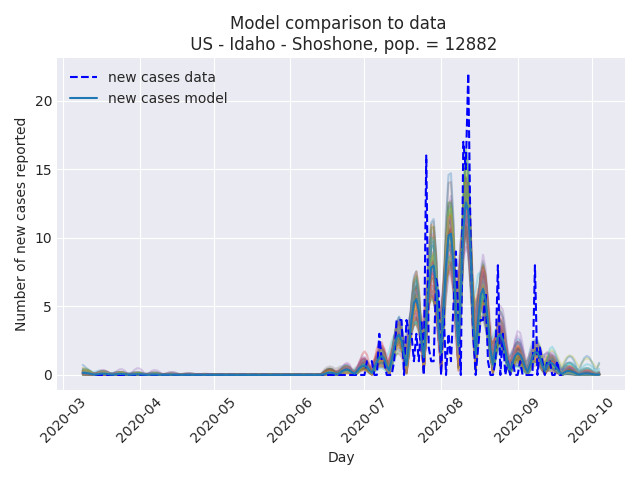 Model comparison to data
US - Idaho - Shoshone, pop. = 12882
new cases data
new cases model
Number of new cases reported
20
15
10
5
0
2020-03
2020-04
2020-05
2020-06
2020-07
2020-08
2020-09
2020-10
Day